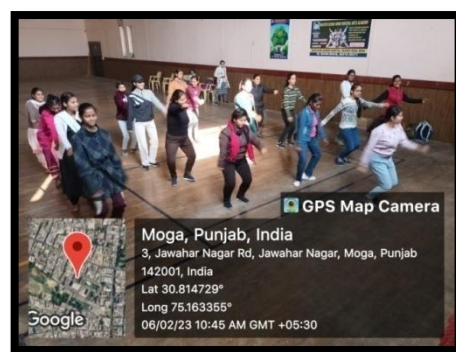 GPS Map Camera
Moga, Punjab, India
3, Jawahar Nagar Rd, Jawahar Nagar, Moga, Punjab
142001, India
Lat 30.814729°
Long 75.163355°
06/02/23 10:45 AM GMT +05:30
Google